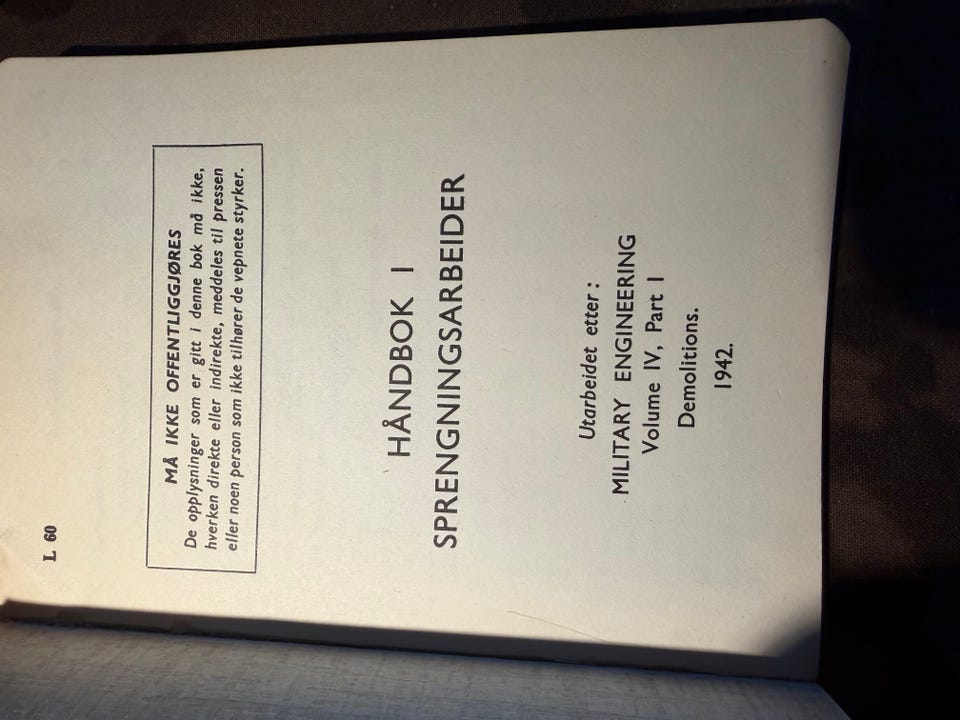 L 60
MÅ IKKE OFFENTLIGGJØRES
De opplysninger som er gitt i denne bok må ikke,
hverken direkte eller indirekte, meddeles til pressen
eller noen person som ikke tilhører de vepnete styrker.
HÅNDBOK I
SPRENGNINGSARBEIDER
Utarbeidet etter :
MILITARY ENGINEERING
Volume IV, Part I
Demolitions.
1942.